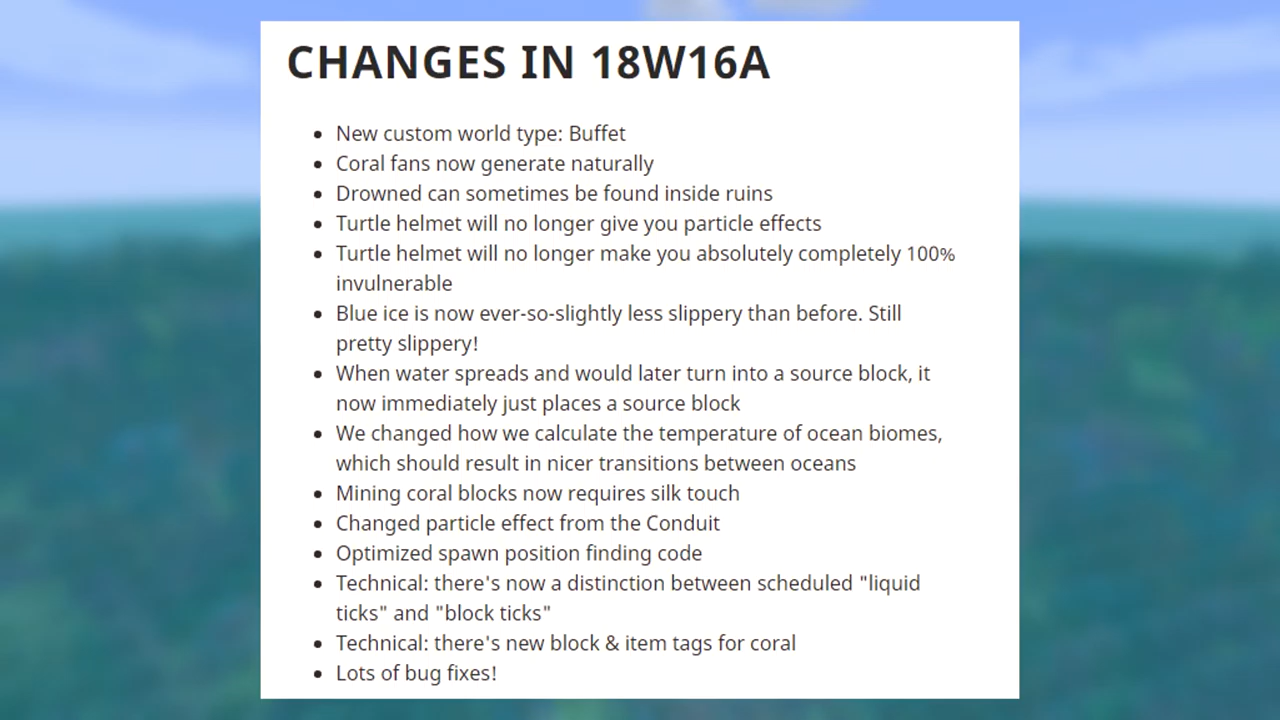 CHANGES IN 18W16A
New custom world type: Buffet
Coral fans now generate naturally
Drowned can sometimes be found inside ruins
Turtle helmet will no longer give you particle effects
Turtle helmet will no longer make you absolutely completely 100%
invulnerable
Blue ice is now ever-so-slightly less slippery than before. Still
pretty slippery!
When water spreads and would later turn into a source block, it
now immediately just places a source block
We changed how we calculate the temperature of ocean biomes,
which should result in nicer transitions between oceans
Mining coral blocks now requires silk touch
Changed particle effect from the Conduit
Optimized spawn position finding code
Technical: there's now a distinction between scheduled "liquid
ticks" and "block ticks"
Technical: there's new block & item tags for coral
Lots of bug fixes!